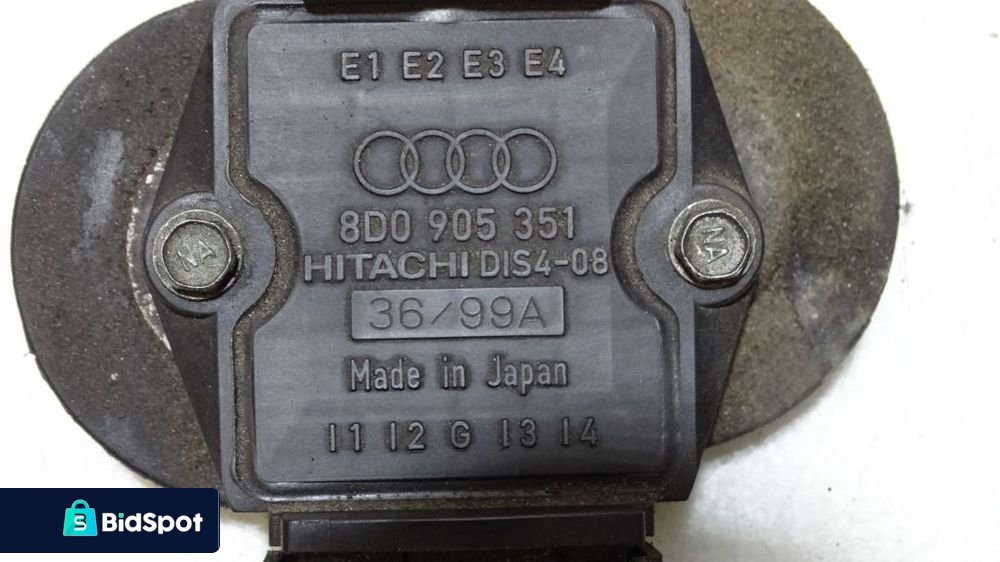 E1 E2 E3 E4
8D0 905 351
HITACHI DIS4-08
36/99A
Made in Japan
I1 I2 G I3 I4
NA
NA
S
BidSpot